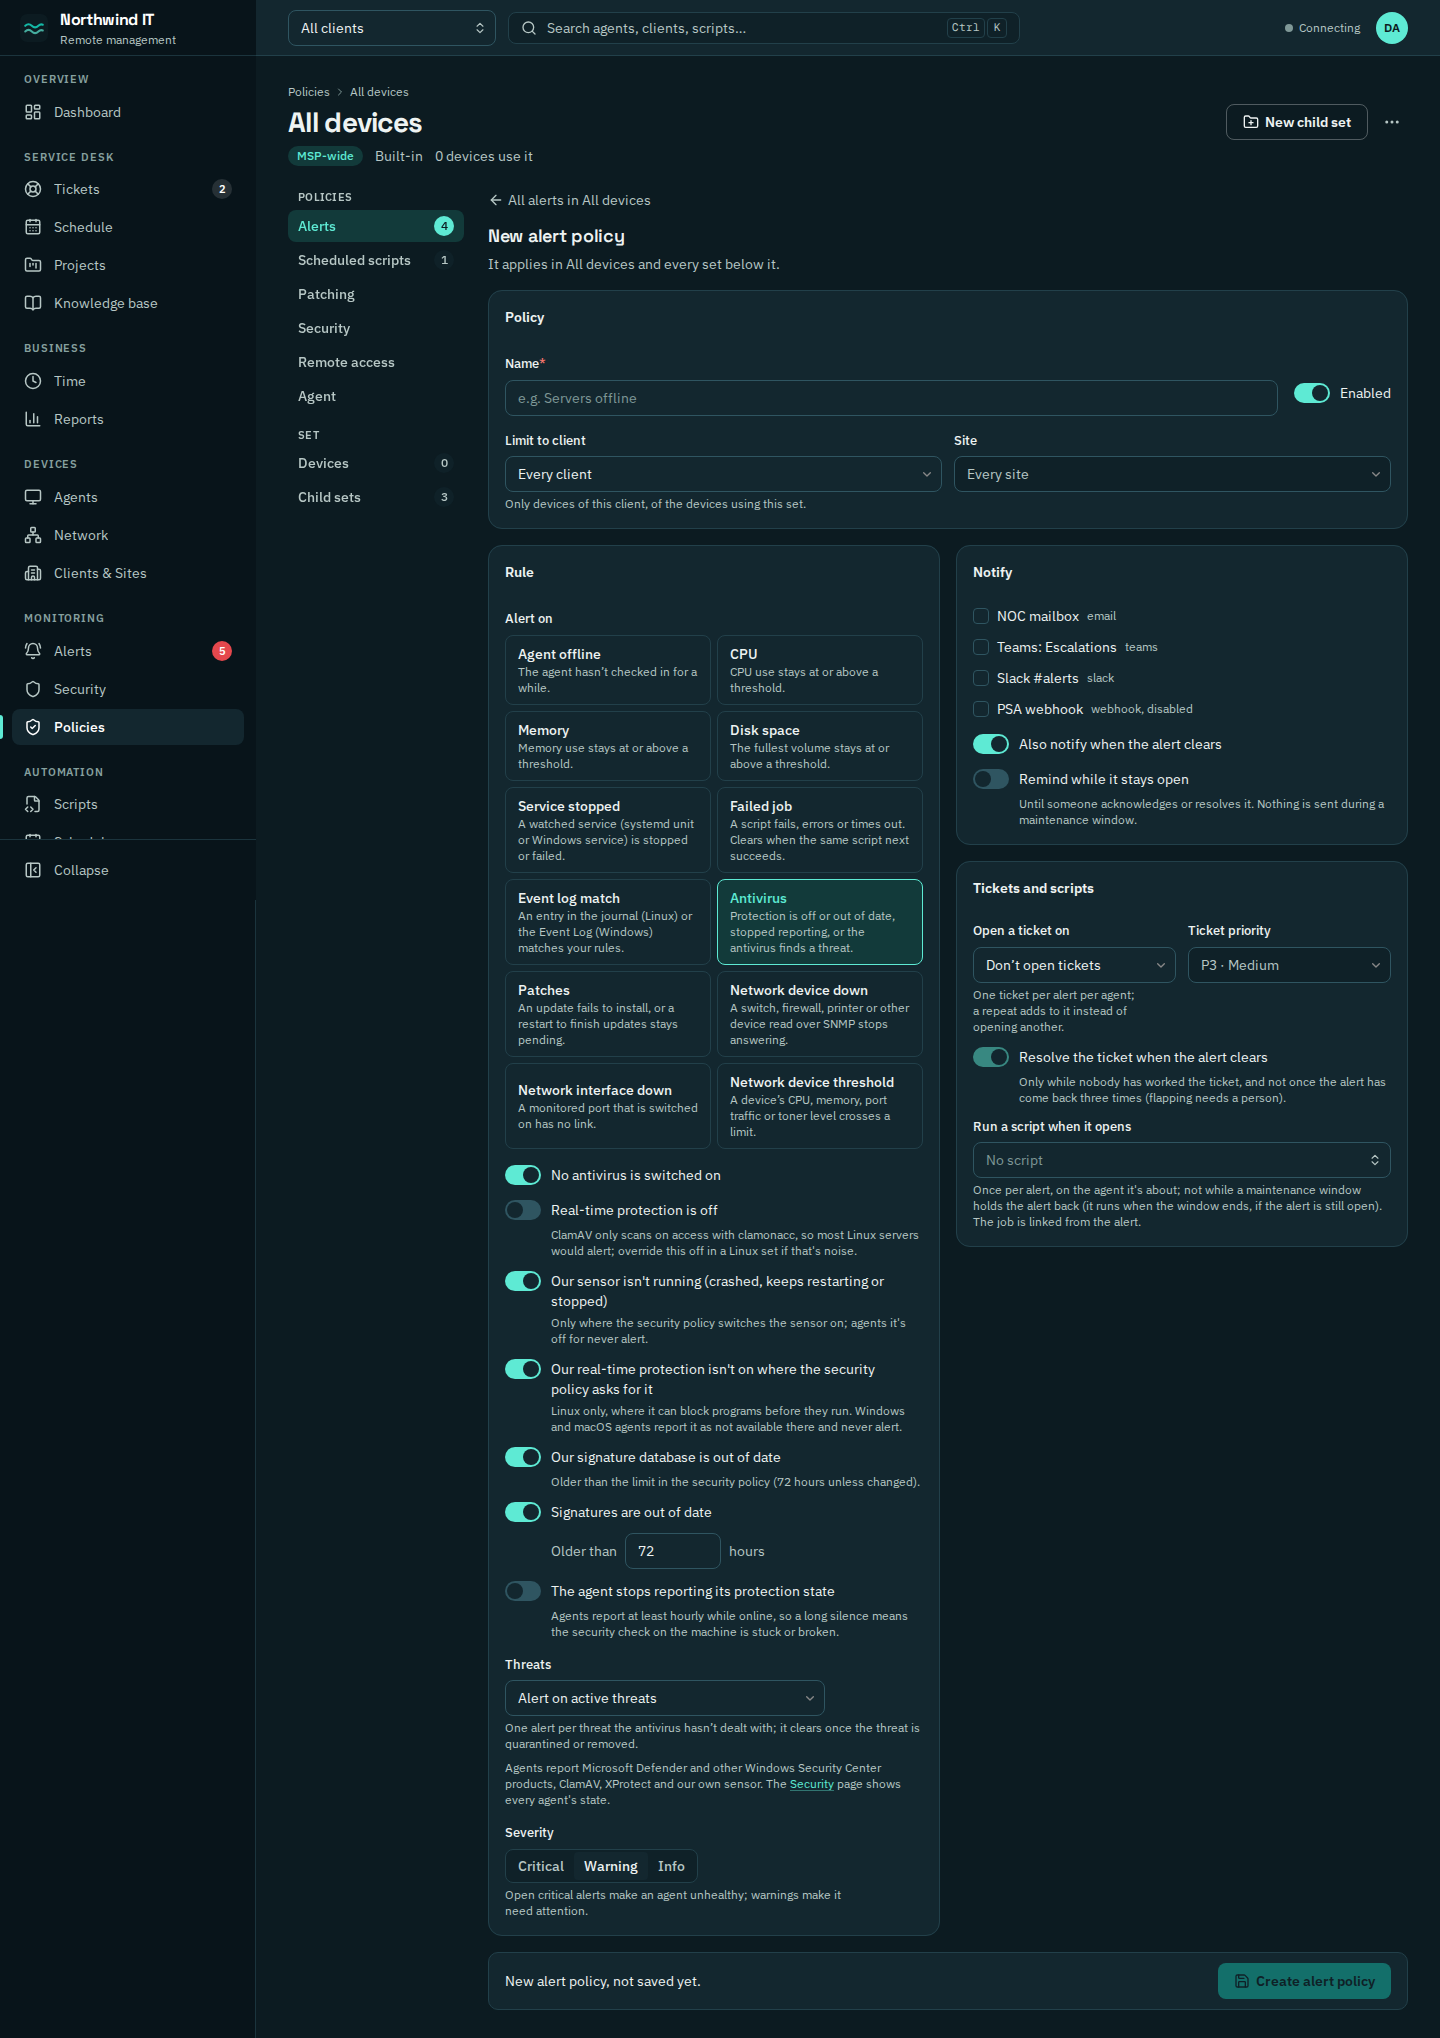 Northwind IT
Remote management
All clients
Search agents, clients, scripts...
Ctrl K
Connecting
DA
OVERVIEW
Dashboard
SERVICE DESK
Tickets 2
Schedule
Projects
Knowledge base
BUSINESS
Time
Reports
DEVICES
Agents
Network
Clients & Sites
MONITORING
Alerts 5
Security
Policies
AUTOMATION
Scripts
Collapse
Policies > All devices
All devices
New child set
MSP-wide Built-in 0 devices use it
POLICIES
Alerts 4
Scheduled scripts 1
Patching
Security
Remote access
Agent
SET
Devices 0
Child sets 3
All alerts in All devices
New alert policy
It applies in All devices and every set below it.
Policy
Name*
e.g. Servers offline
Enabled
Limit to client
Every client
Site
Every site
Only devices of this client, of the devices using this set.
Rule
Alert on
Agent offline
The agent hasn't checked in for a
while.
CPU
CPU use stays at or above a
threshold.
Memory
Memory use stays at or above a
threshold.
Disk space
The fullest volume stays at or
above a threshold.
Service stopped
A watched service (systemd unit
or Windows service) is stopped
or failed.
Failed job
A script fails, errors or times out.
Clears when the same script next
succeeds.
Event log match
An entry in the journal (Linux) or
the Event Log (Windows)
matches your rules.
Antivirus
Protection is off or out of date,
stopped reporting, or the
antivirus finds a threat.
Patches
An update fails to install, or a
restart to finish updates stays
pending.
Network device down
A switch, firewall, printer or other
device read over SNMP stops
answering.
Network interface down
A monitored port that is switched
on has no link.
Network device threshold
A device's CPU, memory, port
traffic or toner level crosses a
limit.
No antivirus is switched on
Real-time protection is off
ClamAV only scans on access with clamonacc, so most Linux servers
would alert; override this off in a Linux set if that's noise.
Our sensor isn't running (crashed, keeps restarting or
stopped)
Only where the security policy switches the sensor on; agents it's
off for never alert.
Our real-time protection isn't on where the security
policy asks for it
Linux only, where it can block programs before they run. Windows
and macOS agents report it as not available there and never alert.
Our signature database is out of date
Older than the limit in the security policy (72 hours unless changed).
Signatures are out of date
Older than 72 hours
The agent stops reporting its protection state
Agents report at least hourly while online, so a long silence means
the security check on the machine is stuck or broken.
Threats
Alert on active threats
One alert per threat the antivirus hasn't dealt with; it clears once the threat is
quarantined or removed.
Agents report Microsoft Defender and other Windows Security Center
products, ClamAV, XProtect and our own sensor. The Security page shows
every agent's state.
Severity
Critical Warning Info
Open critical alerts make an agent unhealthy; warnings make it
need attention.
Notify
NOC mailbox email
Teams: Escalations teams
Slack #alerts slack
PSA webhook webhook, disabled
Also notify when the alert clears
Remind while it stays open
Until someone acknowledges or resolves it. Nothing is sent during a
maintenance window.
Tickets and scripts
Open a ticket on
Don't open tickets
Ticket priority
P3 · Medium
One ticket per alert per agent;
a repeat adds to it instead of
opening another.
Resolve the ticket when the alert clears
Only while nobody has worked the ticket, and not once the alert has
come back three times (flapping needs a person).
Run a script when it opens
No script
Once per alert, on the agent it's about; not while a maintenance window
holds the alert back (it runs when the window ends, if the alert is still open).
The job is linked from the alert.
New alert policy, not saved yet.
Create alert policy